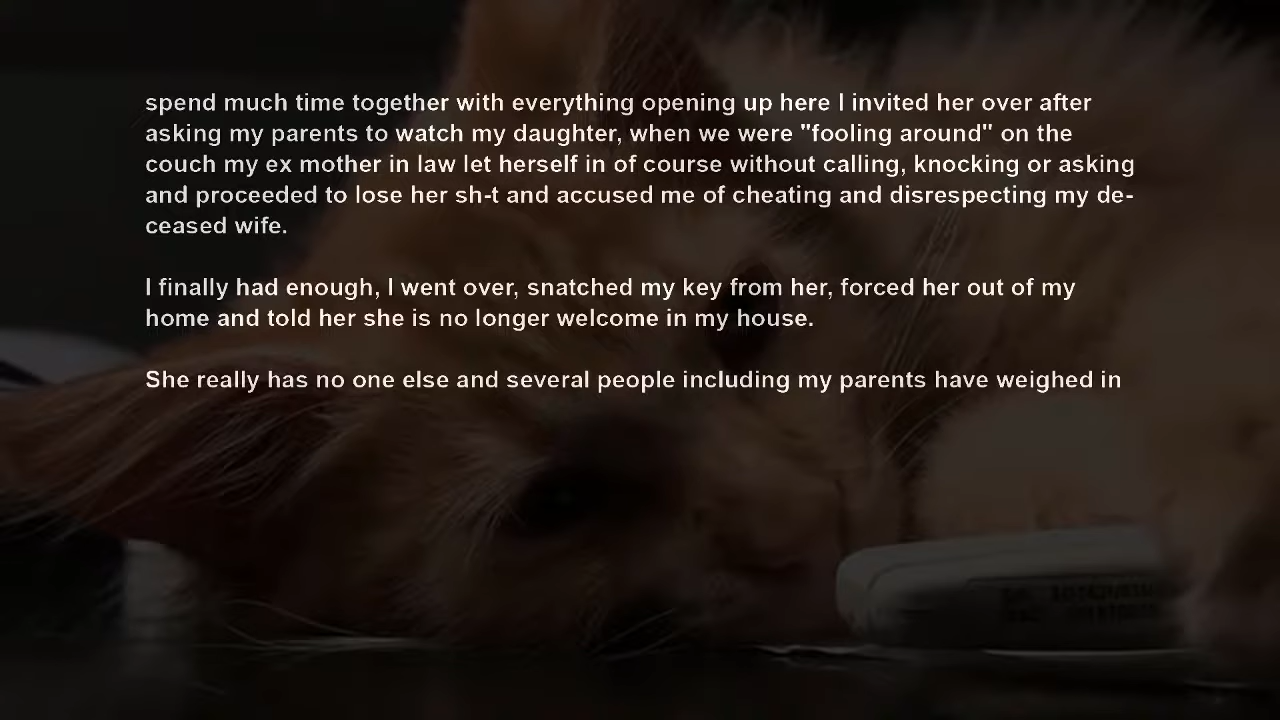 spend much time together with everything opening up here I invited her over after
asking my parents to watch my daughter, when we were "fooling around" on the
couch my ex mother in law let herself in of course without calling, knocking or asking
and proceeded to lose her sh-t and accused me of cheating and disrespecting my de-
ceased wife.
I finally had enough, I went over, snatched my key from her, forced her out of my
home and told her she is no longer welcome in my house.
She really has no one else and several people including my parents have weighed in